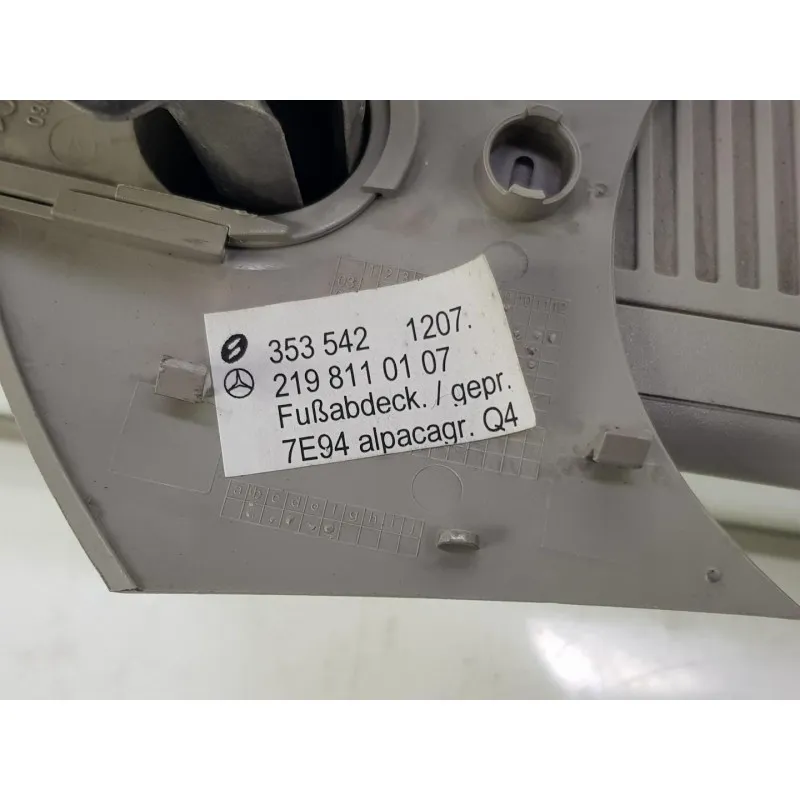 353 542 1207.
219 811 01 07
Fußabdeck. / gepr.
7E94 alpacagr. Q4
a b c d e f g h i j